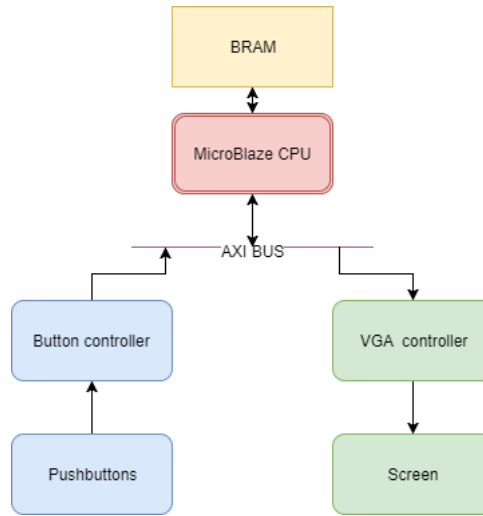 BRAM
MicroBlaze CPU
AXI BUS
Button controller
VGA controller
Pushbuttons
Screen